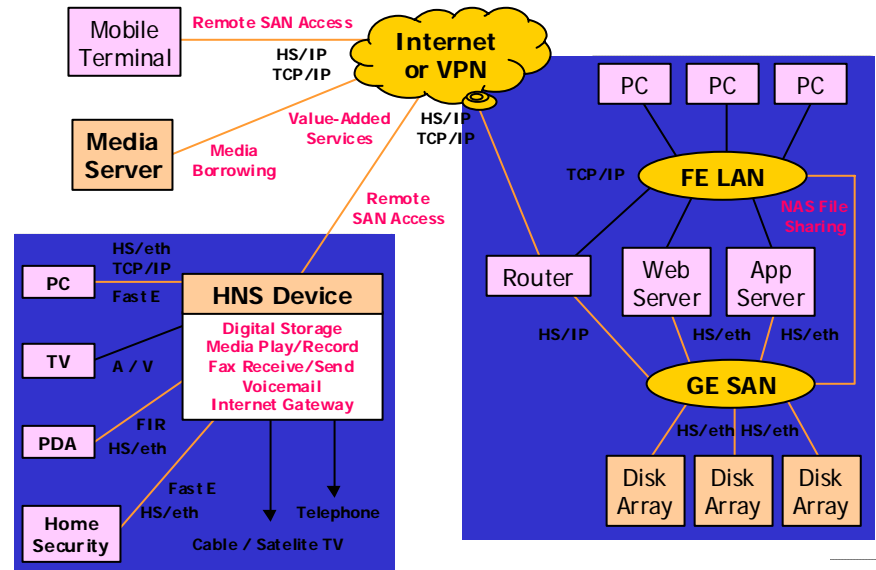 Mobile
Terminal
Remote SAN Access
HS/IP
TCP/IP
Internet
or VPN
Media
Server
Media
Borrowing
Value-Added
Services
HS/IP
TCP/IP
Remote
SAN Access
PC
HS/eth
TCP/IP
Fast E
TV
A / V
PDA
FIR
HS/eth
Home
Security
Fast E
HS/eth
HNS Device
Digital Storage
Media Play/Record
Fax Receive/Send
Voicemail
Internet Gateway
Telephone
Cable / Satelite TV
PC
PC
PC
TCP/IP
FE LAN
NAS File
Sharing
Router
Web
Server
App
Server
HS/IP
HS/eth
HS/eth
GE SAN
HS/eth
HS/eth
Disk
Array
Disk
Array
Disk
Array